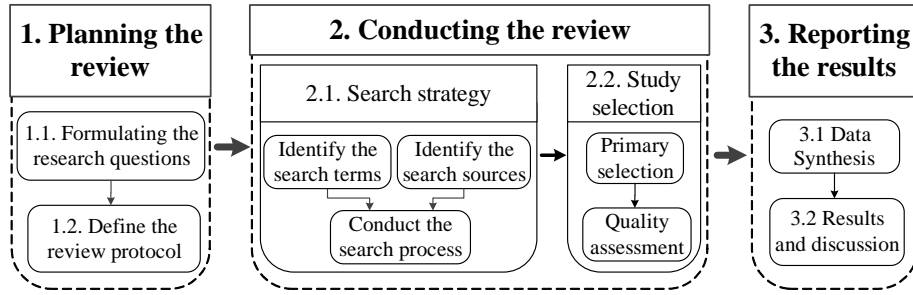 1. Planning the
review
1.1. Formulating the
research questions
1.2. Define the
review protocol
2. Conducting the review
2.1. Search strategy
Identify the
search terms
Identify the
search sources
Conduct the
search process
2.2. Study
selection
Primary
selection
Quality
assessment
3. Reporting
the results
3.1 Data
Synthesis
3.2 Results
and discussion